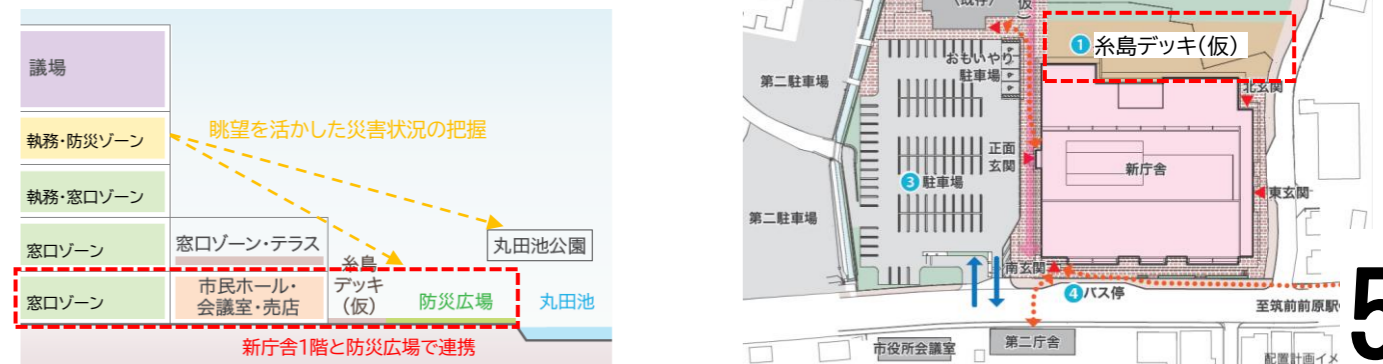 議場
執務・防災ゾーン
眺望を活かした災害状況の把握
執務・窓口ゾーン
窓口ゾーン
窓口ゾーン・テラス
糸島
デッキ
(仮)
丸田池公園
窓口ゾーン
市民ホール・
会議室・売店
防災広場
丸田池
新庁舎1階と防災広場で連携
(既存)
仮)
1 糸島デッキ(仮)
おもいやり
駐車場
第二駐車場
北玄関
正面
玄関
新庁舎
3 駐車場
東玄関
第二駐車場
南玄関
4 バス停
至筑前前原駅
市役所会議室
第二庁舎
配置計画イメ
5